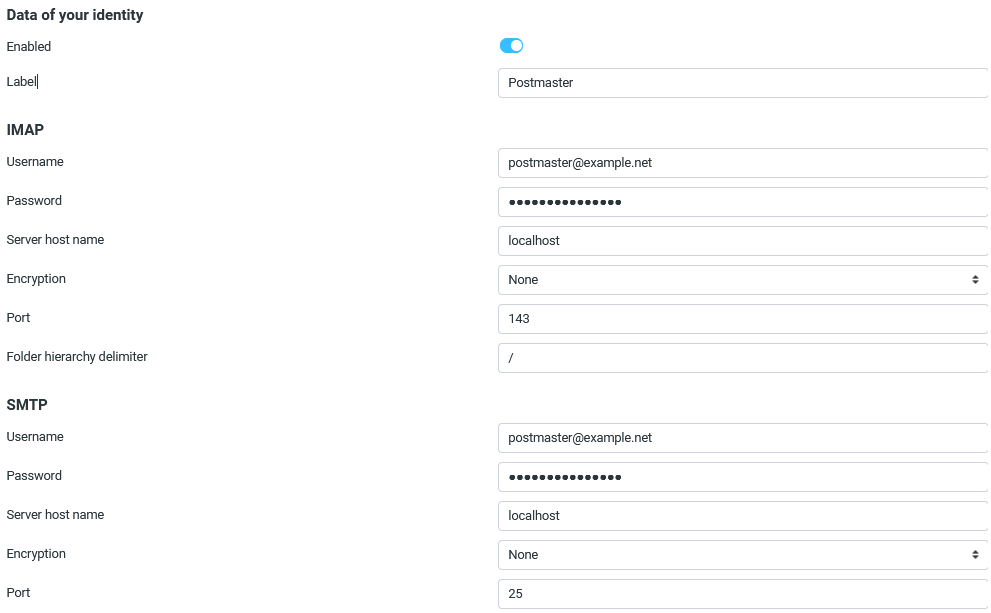 Data of your identity
Enabled
Label Postmaster
IMAP
Username postmaster@example.net
Password •••••••••••••••
Server host name localhost
Encryption None
Port 143
Folder hierarchy delimiter /
SMTP
Username postmaster@example.net
Password •••••••••••••••
Server host name localhost
Encryption None
Port 25